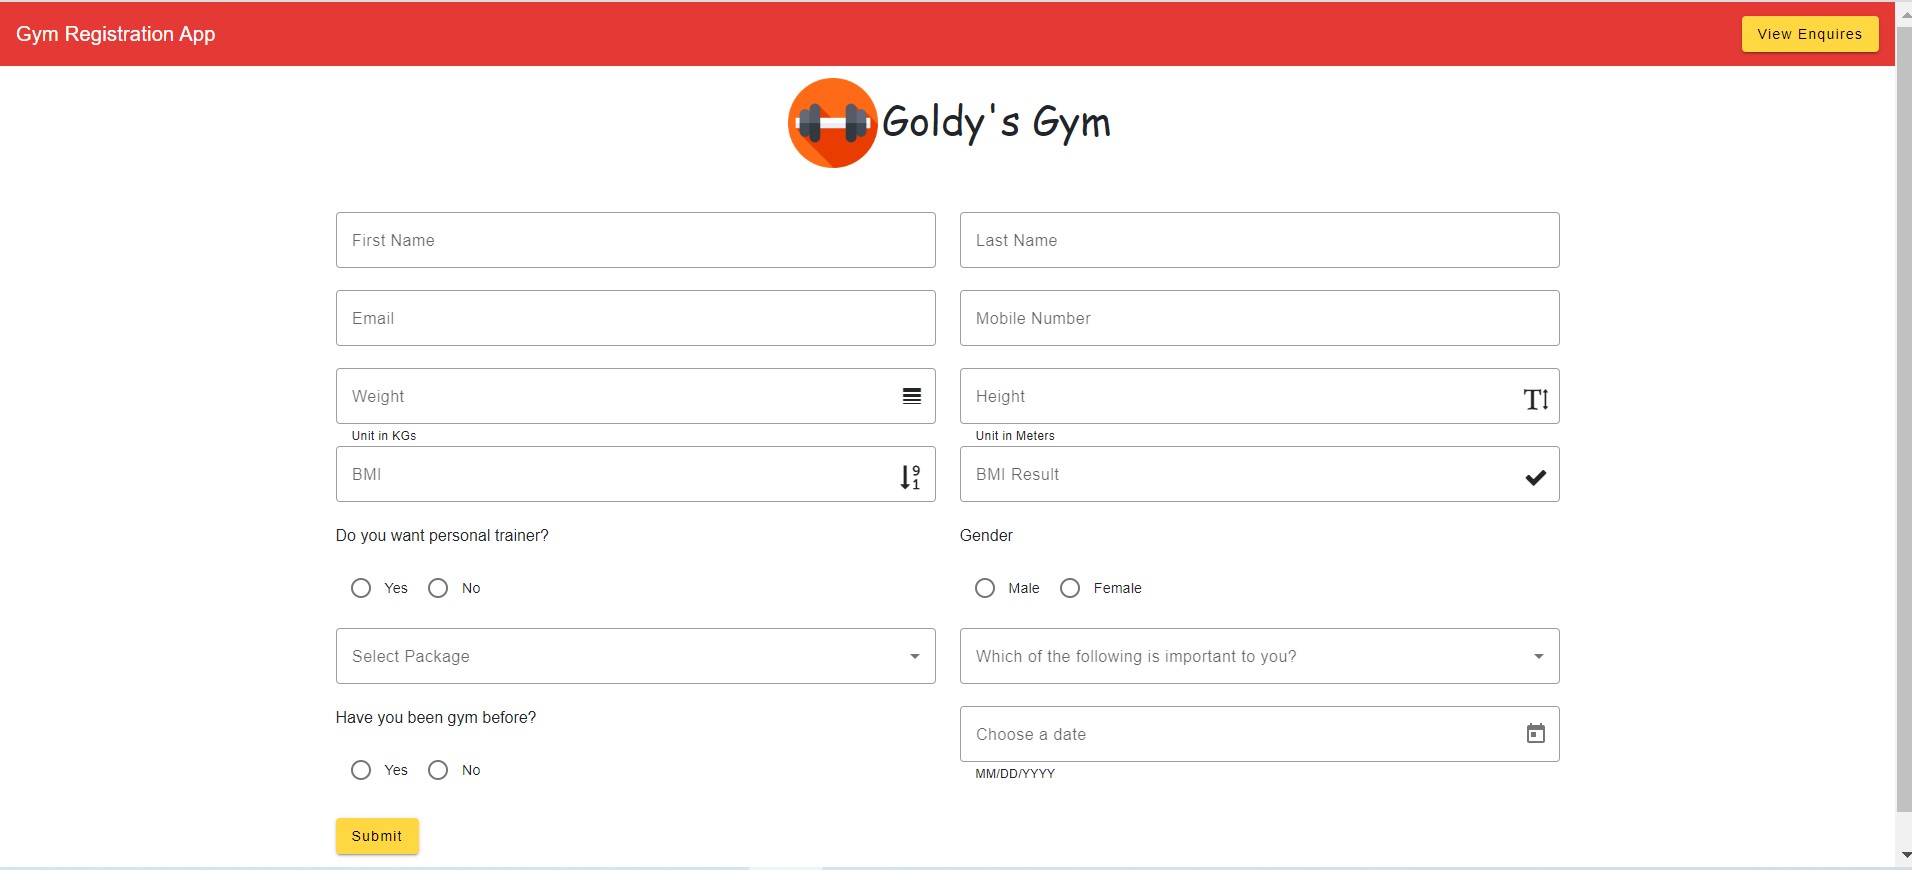 Gym Registration App
View Enquires
Goldy's Gym
First Name
Last Name
Email
Mobile Number
Weight
Height
Unit in KGs
Unit in Meters
BMI
BMI Result
Do you want personal trainer?
Gender
Yes No
Male Female
Select Package
Which of the following is important to you?
Have you been gym before?
Choose a date
Yes No
MM/DD/YYYY
Submit